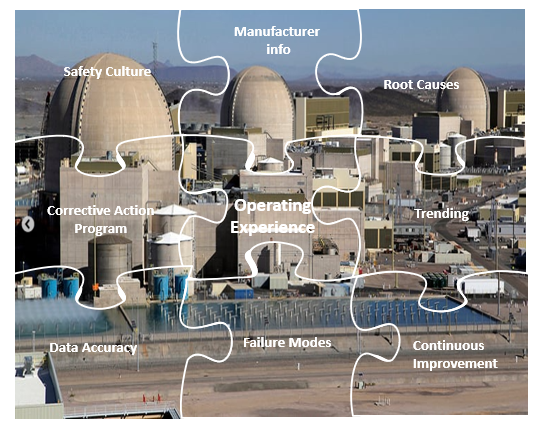 Manufacturer
info
Safety Culture
Root Causes
Corrective Action
Program
Operating
Experience
Trending
Data Accuracy
Failure Modes
Continuous
Improvement